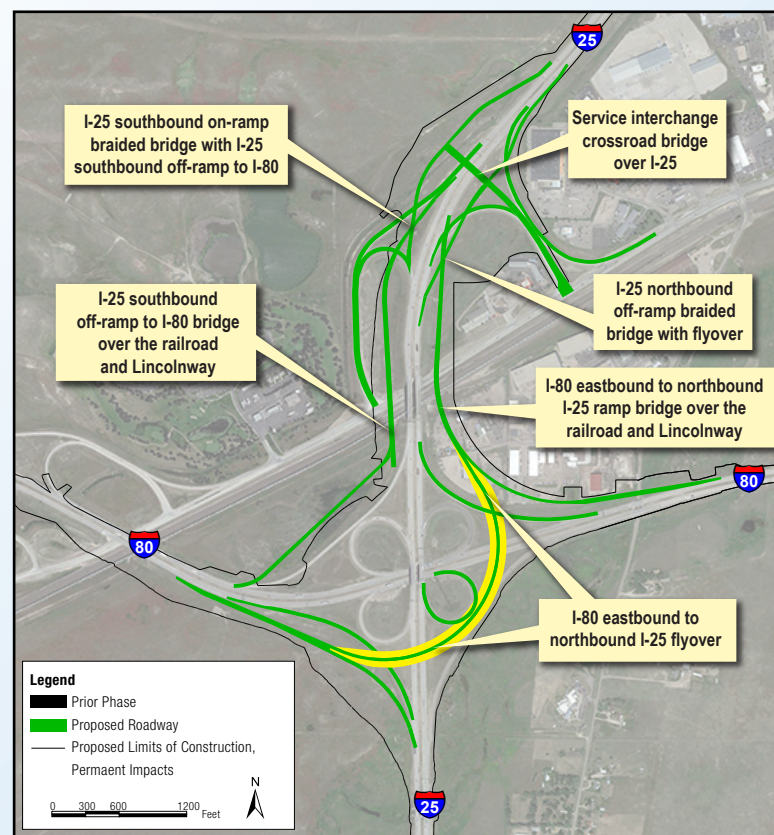 25
I-25 southbound on-ramp
braided bridge with I-25
southbound off-ramp to I-80
Service interchange
crossroad bridge
over I-25
I-25 southbound
off-ramp to I-80 bridge
over the railroad
and Lincolnway
I-25 northbound
off-ramp braided
bridge with flyover
I-80 eastbound to northbound
I-25 ramp bridge over the
railroad and Lincolnway
80
80
I-80 eastbound to
northbound I-25 flyover
Legend
Prior Phase
Proposed Roadway
Proposed Limits of Construction,
Permaent Impacts
N
0 300 600 1200
Feet
25